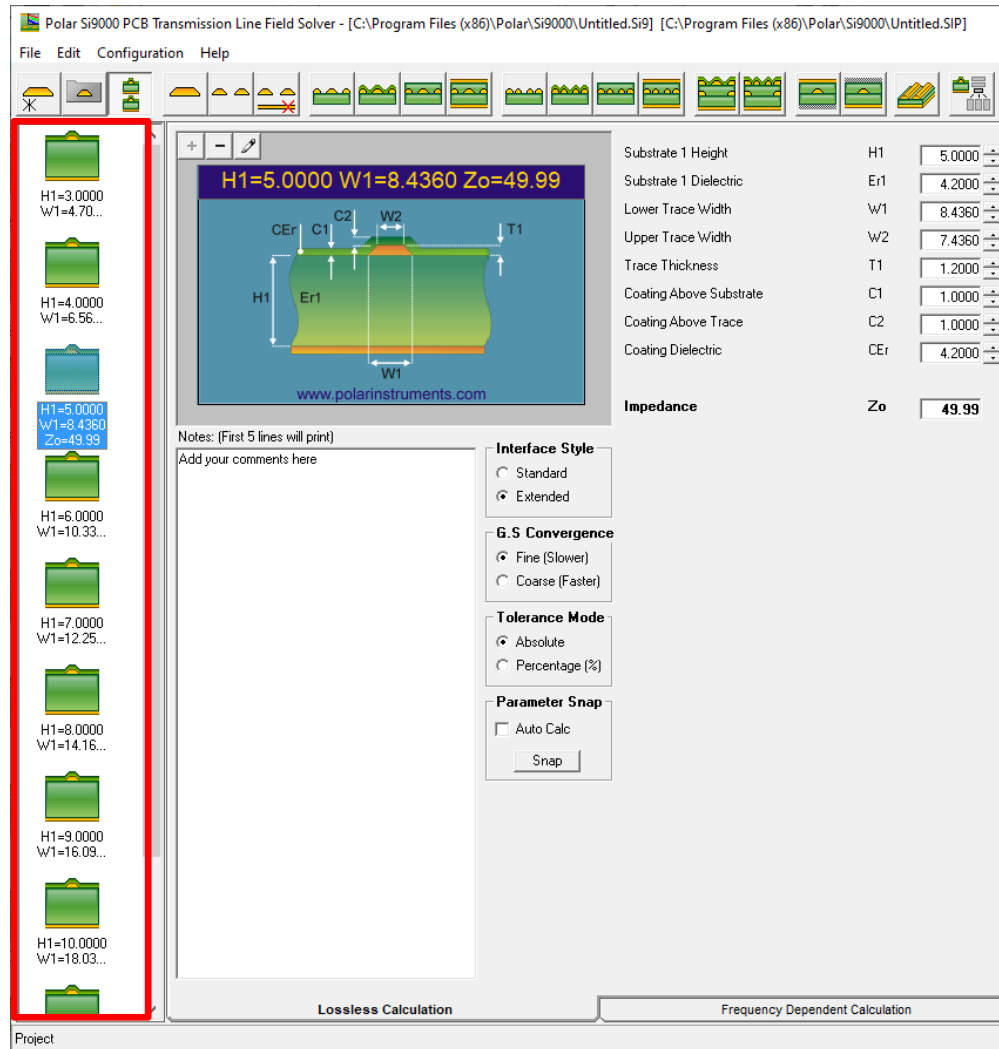 Polar Si9000 PCB Transmission Line Field Solver - [C:\Program Files (x86)\Polar\Si9000\Untitled.Si9] [C:\Program Files (x86)\Polar\Si9000\Untitled.SIP]
File Edit Configuration Help
H1=3.0000
W1=4.70...
H1=4.0000
W1=6.56...
H1=5.0000
W1=8.4360
Zo=49.99
H1=6.0000
W1=10.33...
H1=7.0000
W1=12.25...
H1=8.0000
W1=14.16...
H1=9.0000
W1=16.09...
H1=10.0000
W1=18.03...
H1=5.0000 W1=8.4360 Zo=49.99
C2 W2
CEr C1 T1
H1 Er1
W1
www.polarinstruments.com
Notes: (First 5 lines will print)
Add your comments here
Interface Style
Standard
Extended
G.S Convergence
Fine (Slower)
Coarse (Faster)
Tolerance Mode
Absolute
Percentage (%)
Parameter Snap
Auto Calc
Snap
Substrate 1 Height H1 5.0000
Substrate 1 Dielectric Er1 4.2000
Lower Trace Width W1 8.4360
Upper Trace Width W2 7.4360
Trace Thickness T1 1.2000
Coating Above Substrate C1 1.0000
Coating Above Trace C2 1.0000
Coating Dielectric CEr 4.2000
Impedance Zo 49.99
Lossless Calculation
Frequency Dependent Calculation
Project